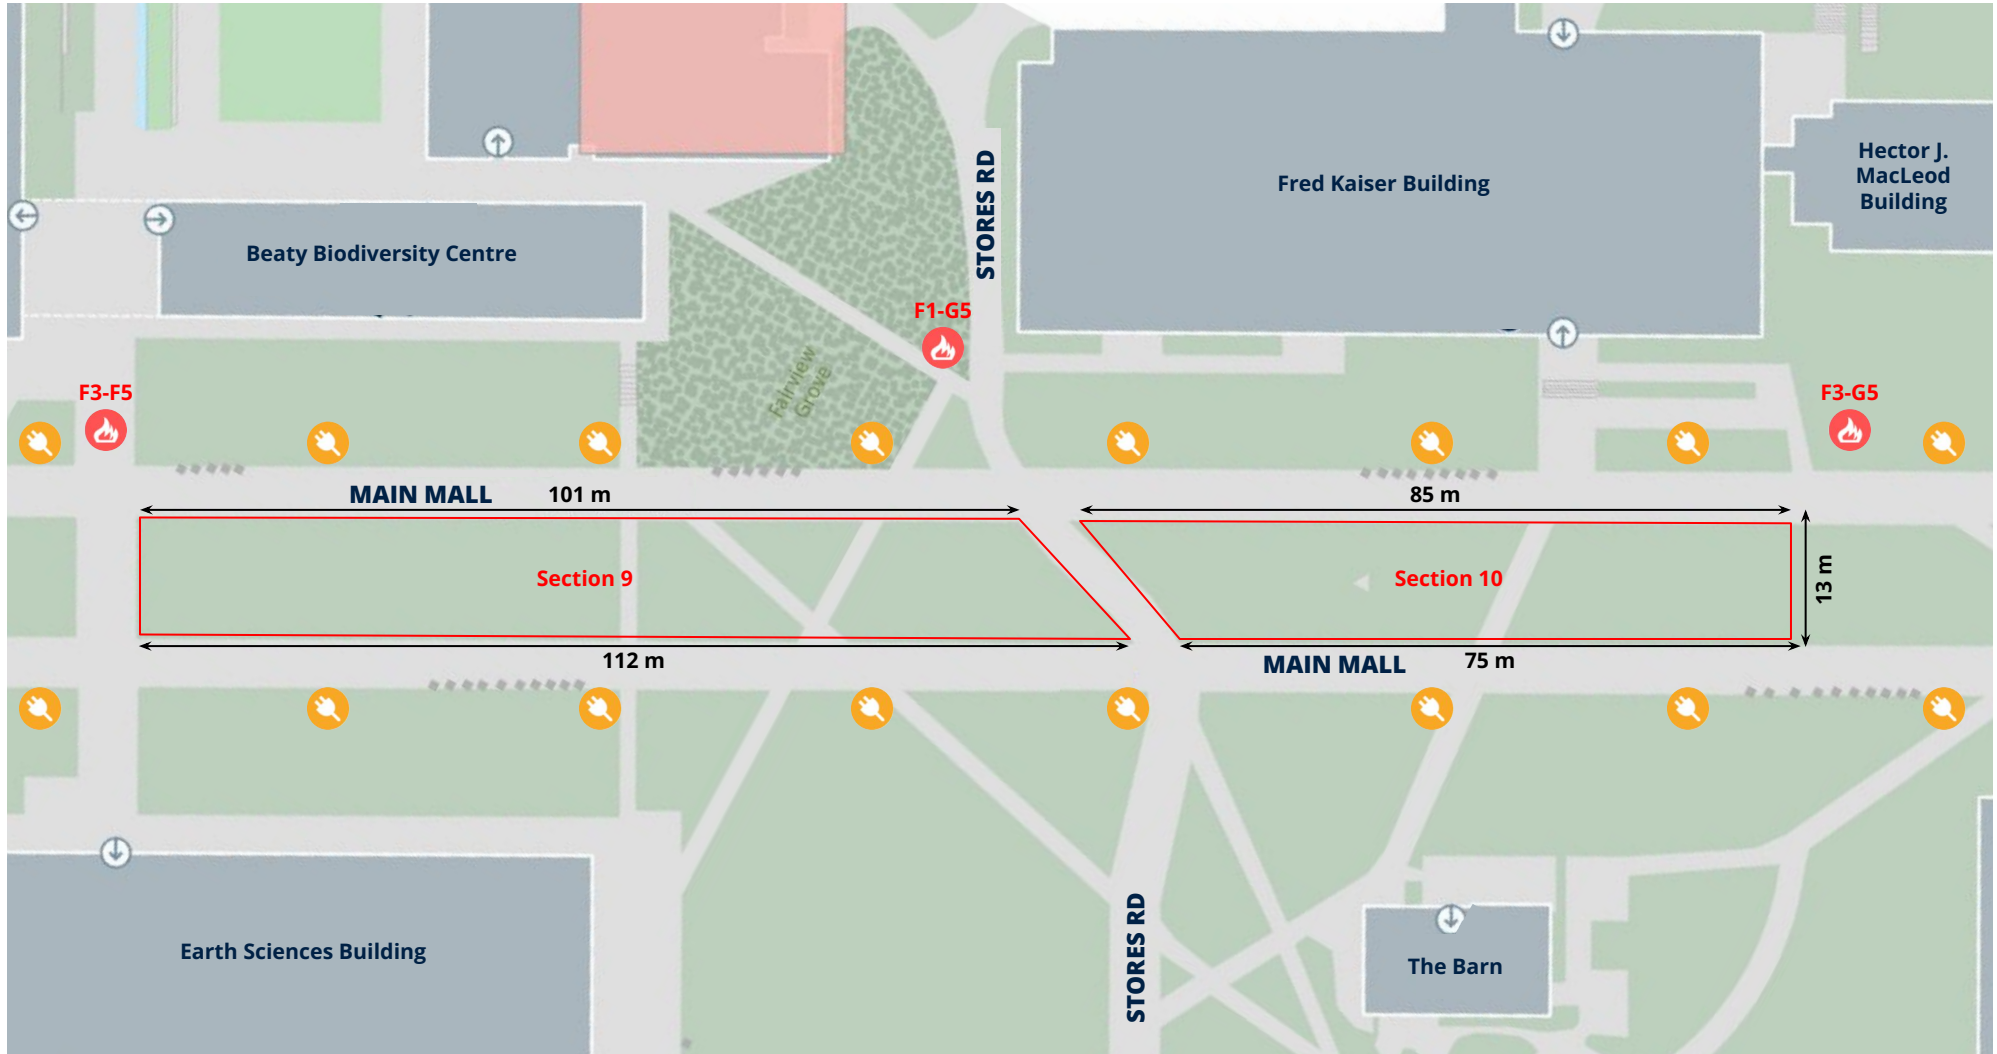 Hector J.
MacLeod
Building
Fred Kaiser Building
STORES RD
Beaty Biodiversity Centre
F1-G5
Fairview
Grove
F3-F5
F3-G5
MAIN MALL
101 m
85 m
Section 9
Section 10
13 m
112 m
MAIN MALL
75 m
STORES RD
Earth Sciences Building
The Barn